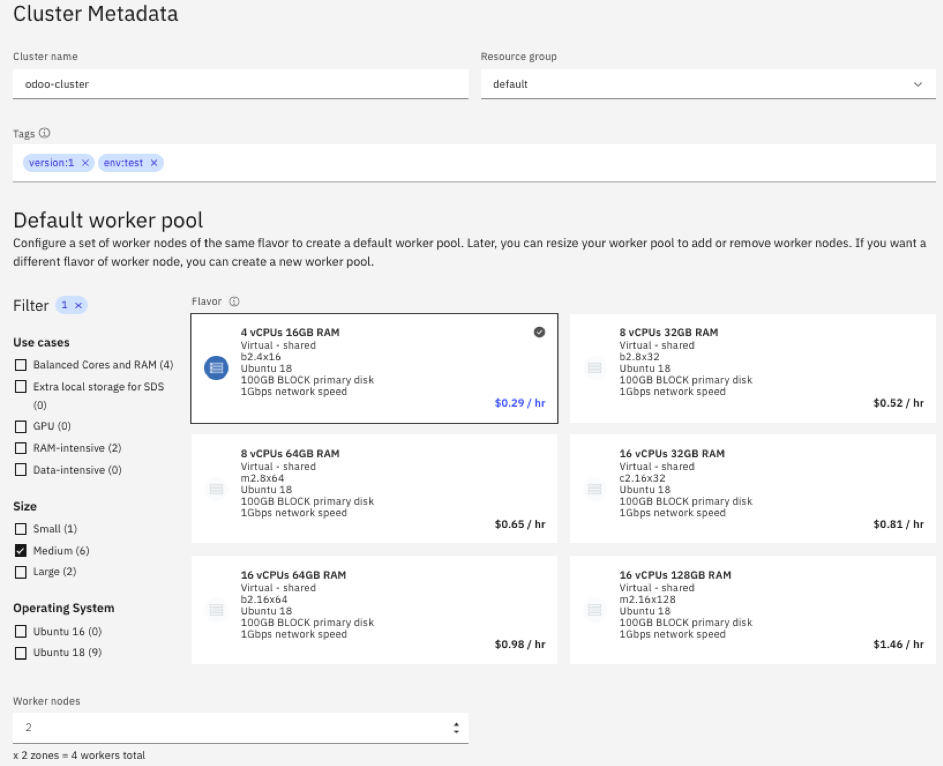 Cluster Metadata
Cluster name
odoo-cluster
Resource group
default
Tags
version:1 ×
env:test ×
Default worker pool
Configure a set of worker nodes of the same flavor to create a default worker pool. Later, you can resize your worker pool to add or remove worker nodes. If you want a
different flavor of worker node, you can create a new worker pool.
Filter 1 ×
Use cases
Balanced Cores and RAM (4)
Extra local storage for SDS
(0)
GPU (0)
RAM-intensive (2)
Data-intensive (0)
Size
Small (1)
Medium (6)
Large (2)
Operating System
Ubuntu 16 (0)
Ubuntu 18 (9)
Flavor
4 vCPUs 16GB RAM
Virtual - shared
b2.4x16
Ubuntu 18
100GB BLOCK primary disk
1Gbps network speed
$0.29 / hr
8 vCPUs 32GB RAM
Virtual - shared
b2.8x32
Ubuntu 18
100GB BLOCK primary disk
1Gbps network speed
$0.52 / hr
8 vCPUs 64GB RAM
Virtual - shared
m2.8x64
Ubuntu 18
100GB BLOCK primary disk
1Gbps network speed
$0.65 / hr
16 vCPUs 32GB RAM
Virtual - shared
c2.16x32
Ubuntu 18
100GB BLOCK primary disk
1Gbps network speed
$0.81 / hr
16 vCPUs 64GB RAM
Virtual - shared
b2.16x64
Ubuntu 18
100GB BLOCK primary disk
1Gbps network speed
$0.98 / hr
16 vCPUs 128GB RAM
Virtual - shared
m2.16x128
Ubuntu 18
100GB BLOCK primary disk
1Gbps network speed
$1.46 / hr
Worker nodes
2
x 2 zones = 4 workers total